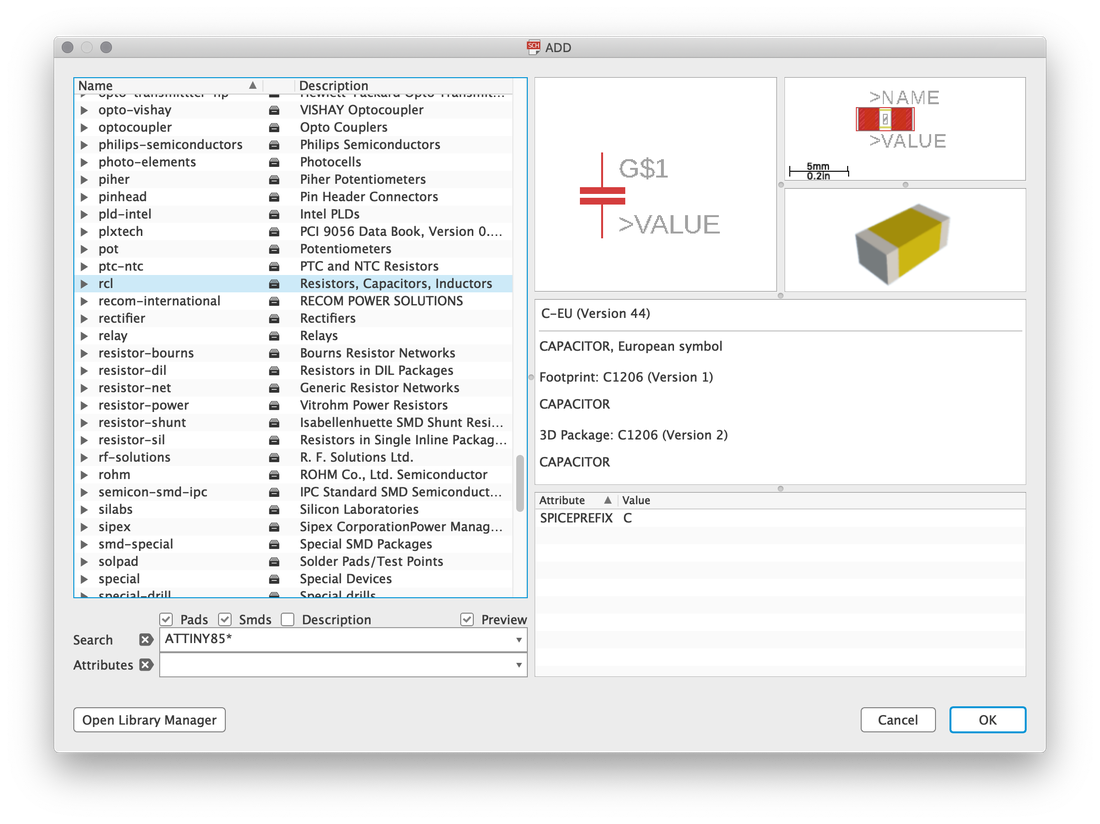 SCH ADD
Name Description
opto-transmittter-hp Hewlett-Packard Opto-Transmit...
opto-vishay VISHAY Optocoupler
optocoupler Opto Couplers
philips-semiconductors Philips Semiconductors
photo-elements Photocells
piher Piher Potentiometers
pinhead Pin Header Connectors
pld-intel Intel PLDs
plxtech PCI 9056 Data Book, Version 0....
pot Potentiometers
ptc-ntc PTC and NTC Resistors
rcl Resistors, Capacitors, Inductors
recom-international RECOM POWER SOLUTIONS
rectifier Rectifiers
relay Relays
resistor-bourns Bourns Resistor Networks
resistor-dil Resistors in DIL Packages
resistor-net Generic Resistor Networks
resistor-power Vitrohm Power Resistors
resistor-shunt Isabellenhuette SMD Shunt Resi...
resistor-sil Resistors in Single Inline Packag...
rf-solutions R. F. Solutions Ltd.
rohm ROHM Co., Ltd. Semiconductor
semicon-smd-ipc IPC Standard SMD Semiconduct...
silabs Silicon Laboratories
sipex Sipex CorporationPower Manag...
smd-special Special SMD Packages
solpad Solder Pads/Test Points
special Special Devices
special-drill Special drills
Pads Smds Description Preview
Search ATTINY85*
Attributes
Open Library Manager
G$1
>VALUE
>NAME
>VALUE
5mm
0.2in
C-EU (Version 44)
CAPACITOR, European symbol
Footprint: C1206 (Version 1)
CAPACITOR
3D Package: C1206 (Version 2)
CAPACITOR
Attribute Value
SPICEPREFIX C
Cancel OK